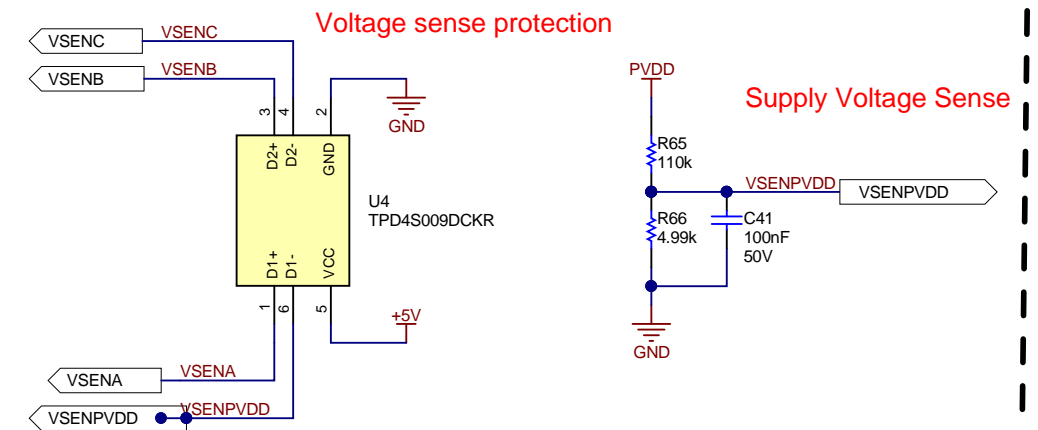 Voltage sense protection
VSENC
VSENC
VSENB
VSENB
3
4
2
D2+
D2-
GND
GND
U4
TPD4S009DCKR
D1+
D1-
VCC
1
6
5
+5V
VSENA
VSENA
VSENPVDD
VSENPVDD
PVDD
Supply Voltage Sense
R65
110k
VSENPVDD
VSENPVDD
R66
4.99k
C41
100nF
50V
GND